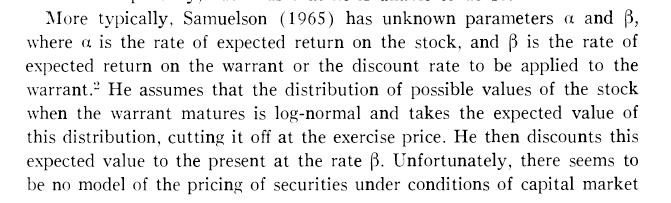 More typically, Samuelson (1965) has unknown parameters α and β,
where α is the rate of expected return on the stock, and β is the rate of
expected return on the warrant or the discount rate to be applied to the
warrant.² He assumes that the distribution of possible values of the stock
when the warrant matures is log-normal and takes the expected value of
this distribution, cutting it off at the exercise price. He then discounts this
expected value to the present at the rate β. Unfortunately, there seems to
be no model of the pricing of securities under conditions of capital market